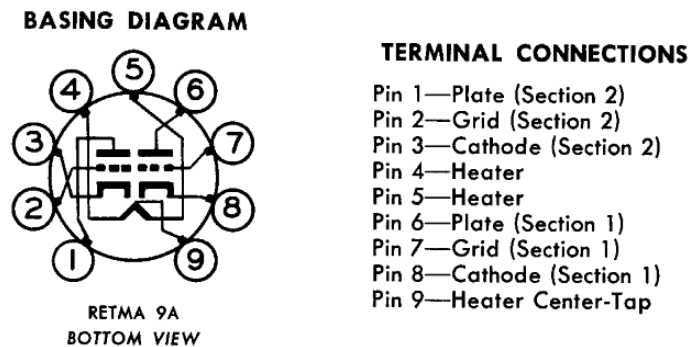 BASING DIAGRAM
5
4
6
3
7
2
8
1
9
RETMA 9A
BOTTOM VIEW
TERMINAL CONNECTIONS
Pin 1—Plate (Section 2)
Pin 2—Grid (Section 2)
Pin 3—Cathode (Section 2)
Pin 4—Heater
Pin 5—Heater
Pin 6—Plate (Section 1)
Pin 7—Grid (Section 1)
Pin 8—Cathode (Section 1)
Pin 9—Heater Center-Tap